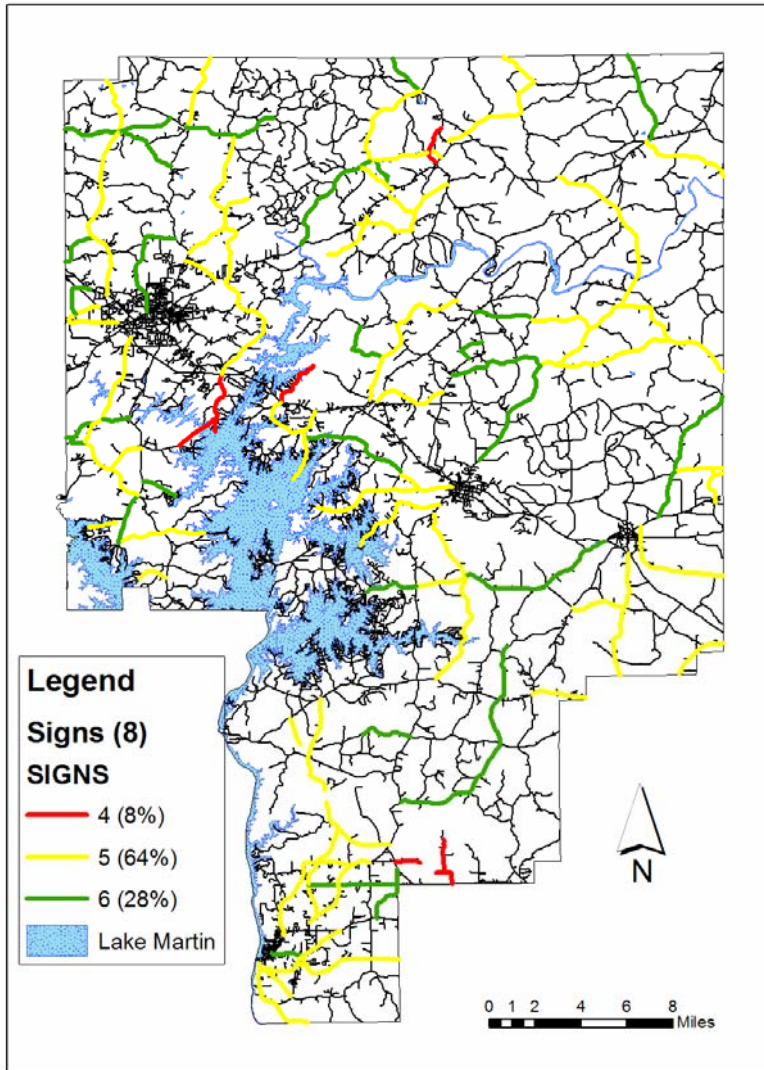 Legend
Signs (8)
SIGNS
4 (8%)
5 (64%)
6 (28%)
Lake Martin
N
0 1 2 4 6 8
Miles